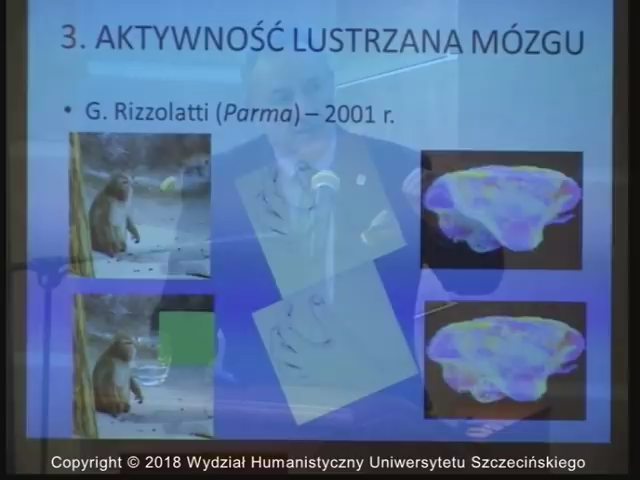 3. AKTYWNOŚĆ LUSTRZANA MÓZGU
• G. Rizzolatti (Parma) – 2001 r.
Copyright © 2018 Wydział Humanistyczny Uniwersytetu Szczecińskiego